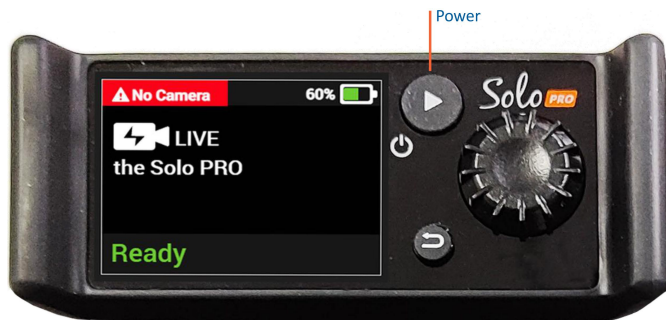 Power
No Camera
60%
Solo PRO
LIVE
the Solo PRO
Ready